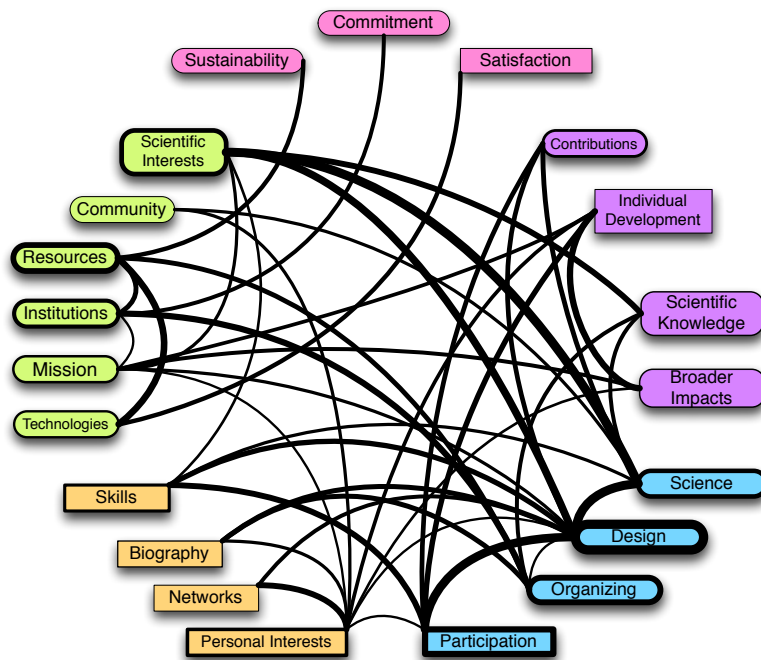 Commitment
Sustainability
Satisfaction
Scientific
Interests
Contributions
Community
Individual
Development
Resources
Institutions
Scientific
Knowledge
Mission
Broader
Impacts
Technologies
Skills
Science
Biography
Design
Networks
Organizing
Personal Interests
Participation